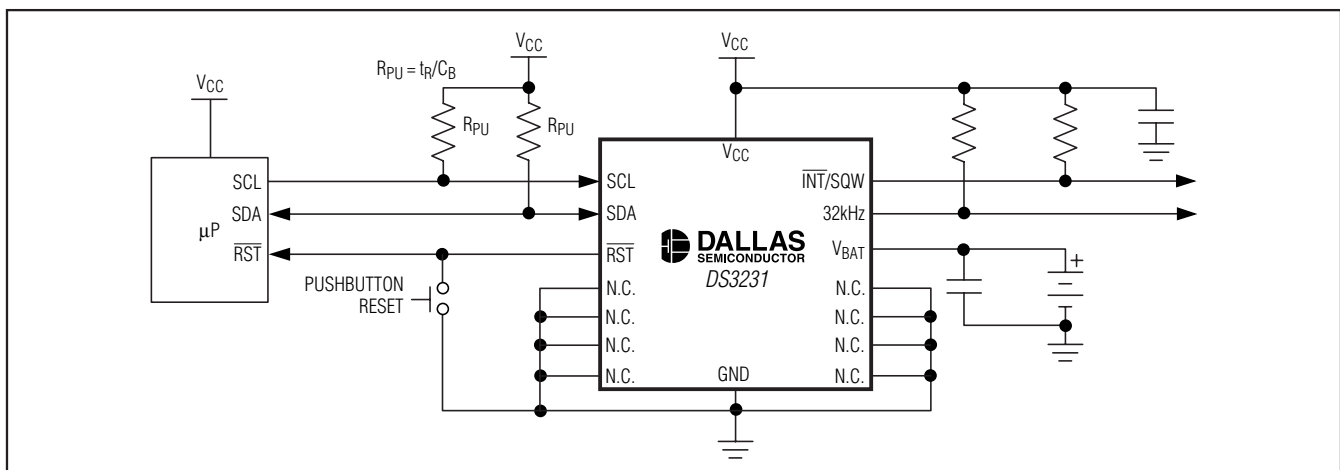 VCC
RPU = tR/CB
VCC
VCC
RPU
RPU
VCC
SCL
SDA
µP
RST
PUSHBUTTON
RESET
SCL
SDA
RST
N.C.
N.C.
N.C.
N.C.
DALLAS
SEMICONDUCTOR
DS3231
GND
INT/SQW
32kHz
VBAT
N.C.
N.C.
N.C.
N.C.
+